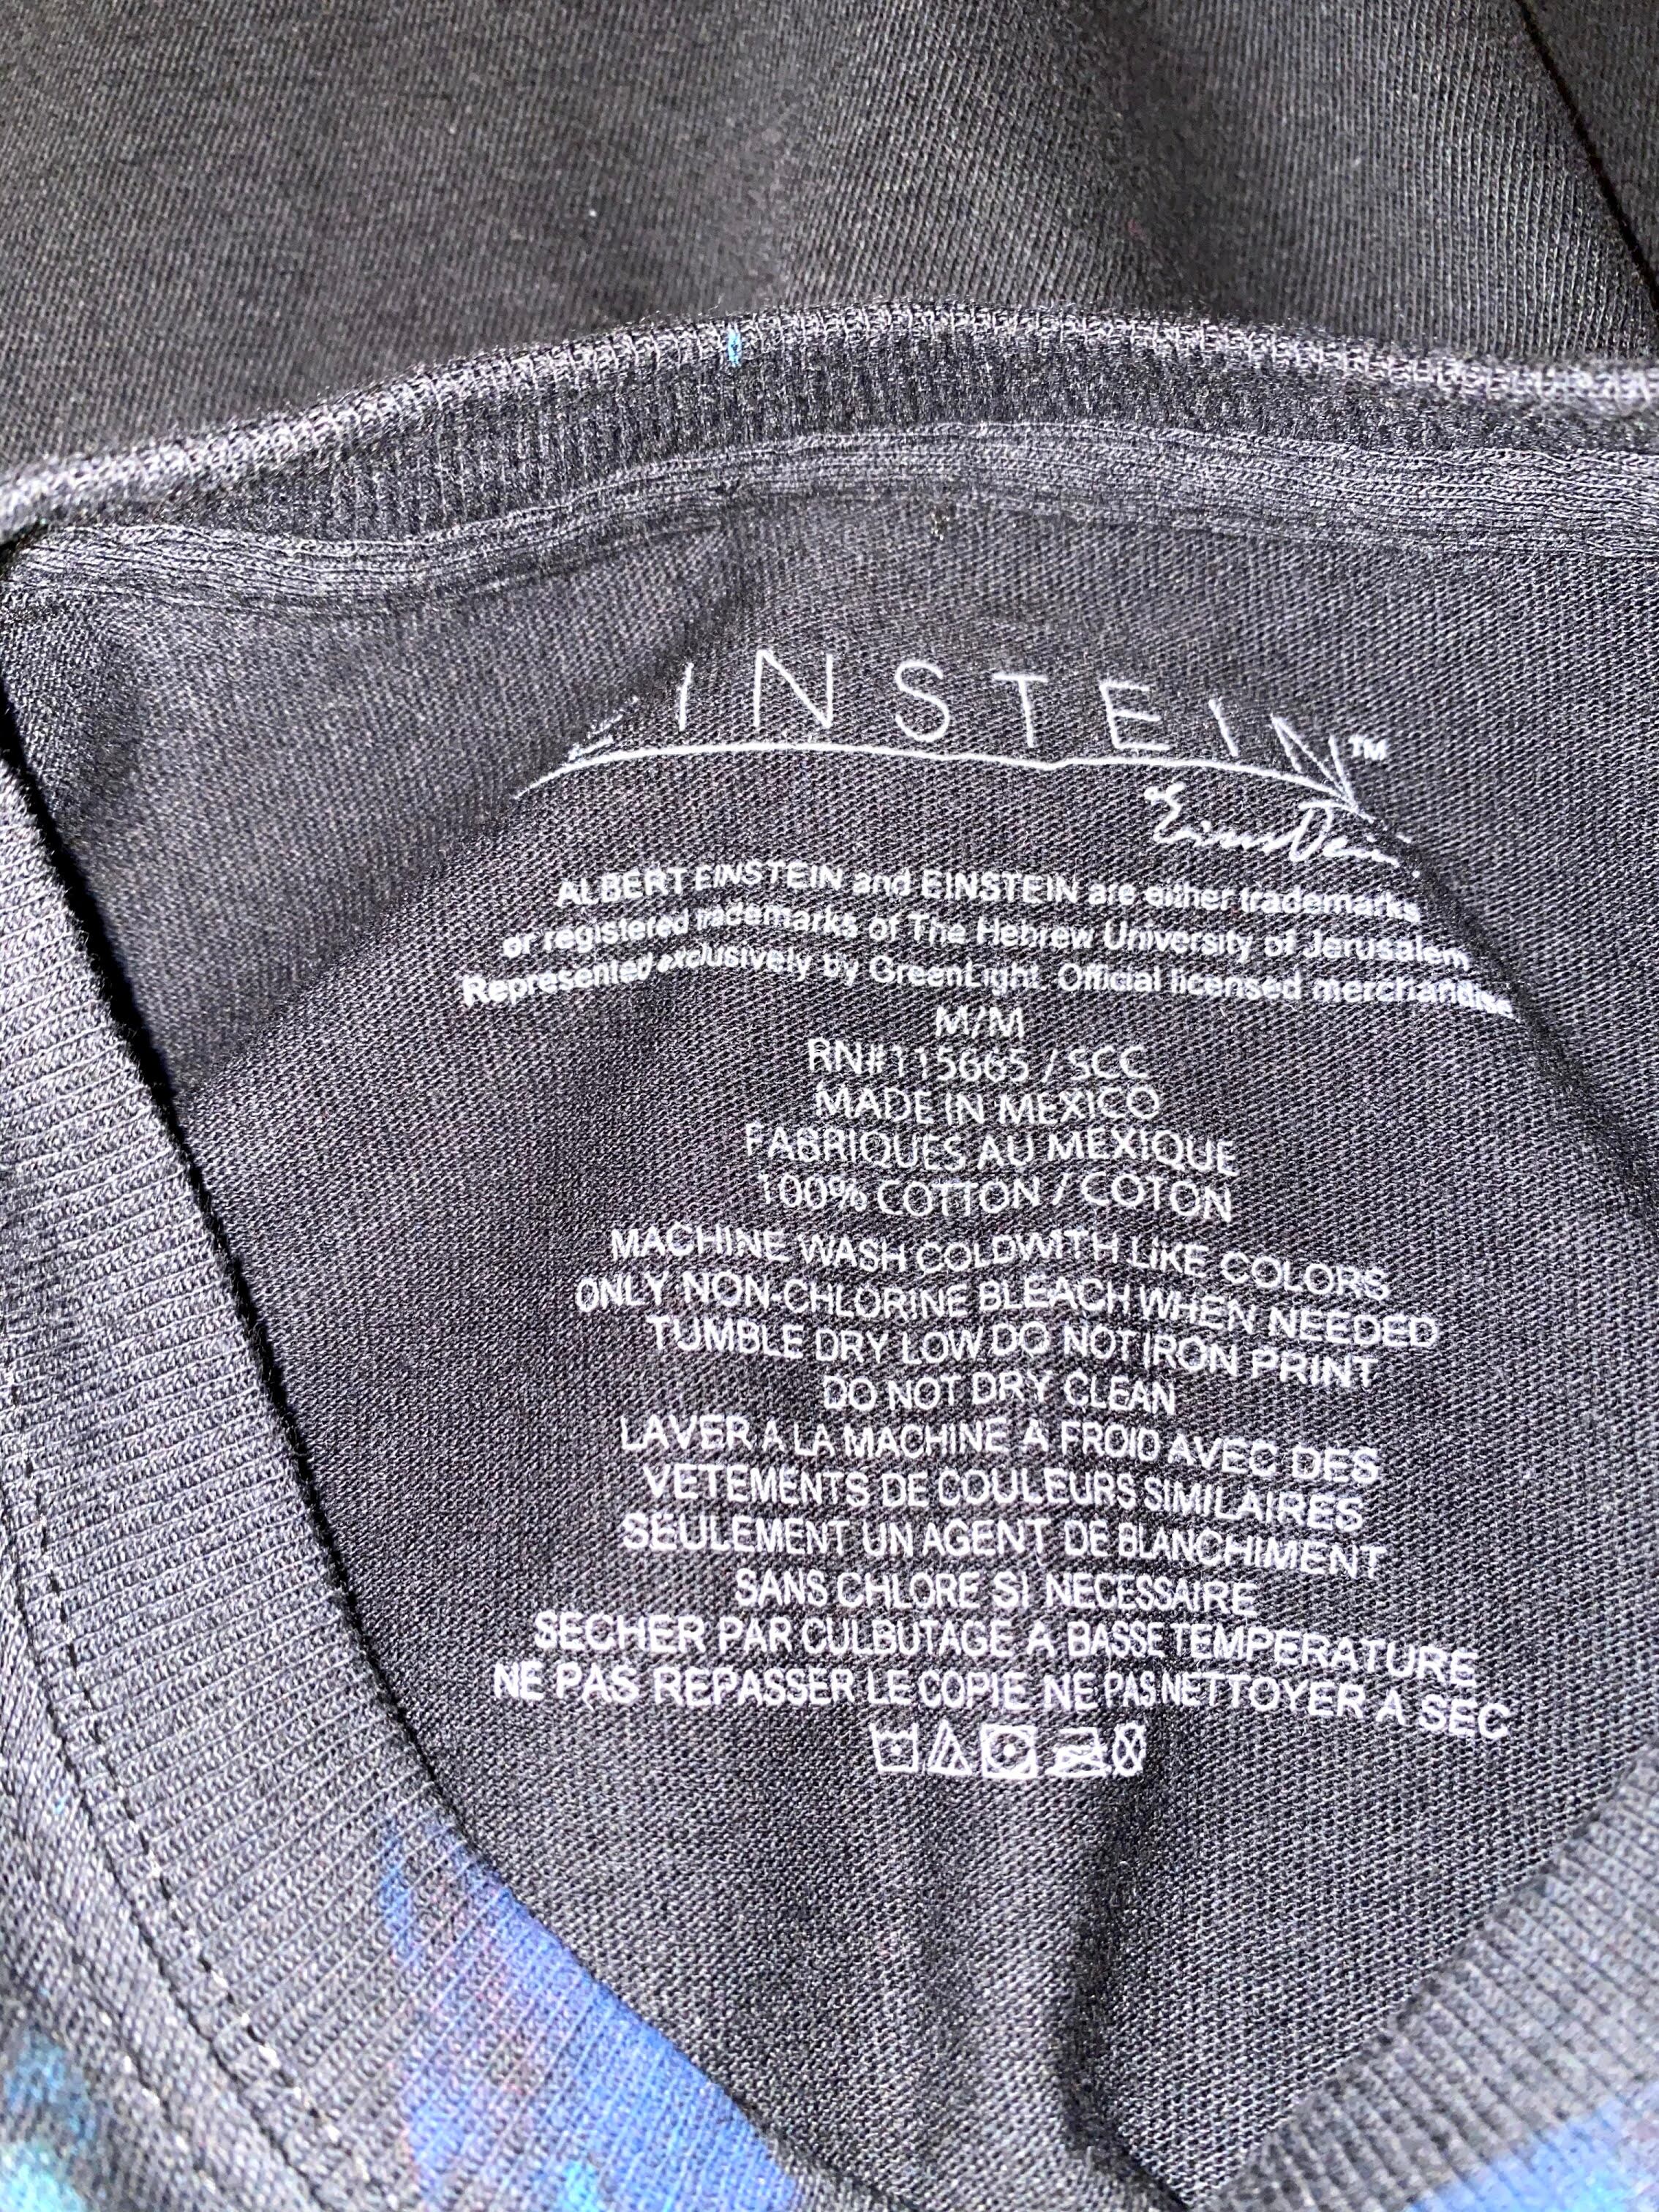 EINSTEIN™
Einstein
ALBERT EINSTEIN and EINSTEIN are either trademarks
or registered trademarks of The Hebrew University of Jerusalem
Represented exclusively by GreenLight. Official licensed merchandise
M/M
RN#115665 / SCC
MADE IN MEXICO
FABRIQUES AU MEXIQUE
100% COTTON / COTON
MACHINE WASH COLDWITH LIKE COLORS
ONLY NON-CHLORINE BLEACH WHEN NEEDED
TUMBLE DRY LOW.DO NOT IRON PRINT
DO NOT DRY CLEAN
LAVER A LA MACHINE A FROID AVEC DES
VETEMENTS DE COULEURS SIMILAIRES
SEULEMENT UN AGENT DE BLANCHIMENT
SANS CHLORE SI NECESSAIRE
SECHER PAR CULBUTAGE A BASSE TEMPERATURE
NE PAS REPASSER LE COPIE NE PAS NETTOYER A SEC